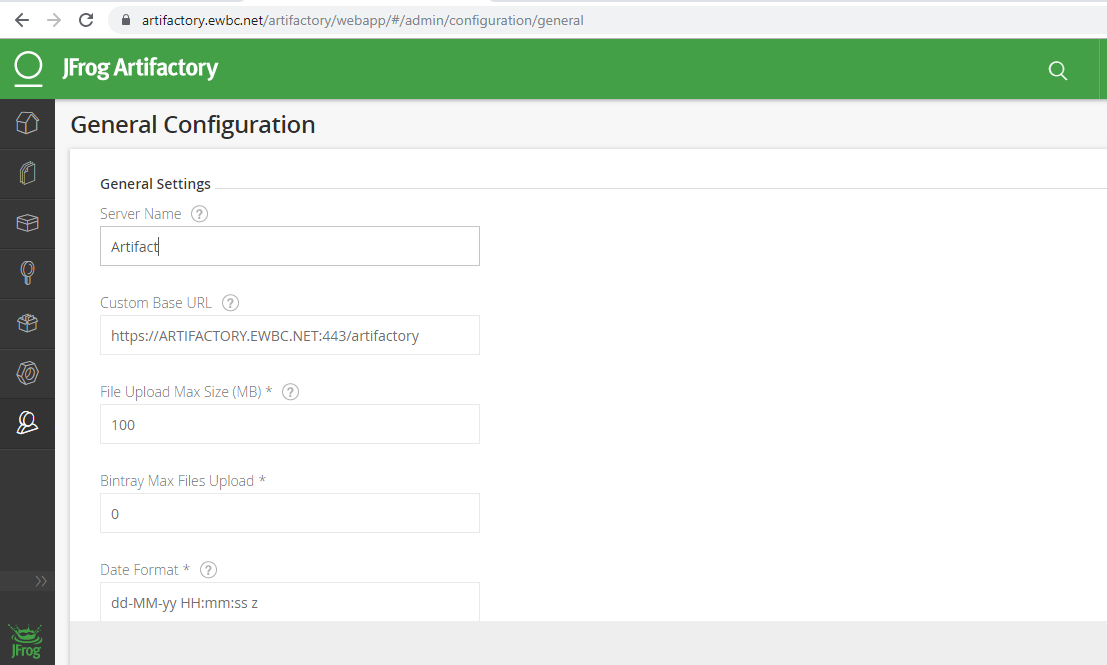 artifactory.ewbc.net/artifactory/webapp/#/admin/configuration/general
JFrog Artifactory
General Configuration
General Settings
Server Name ?
Artifact
Custom Base URL ?
https://ARTIFACTORY.EWBC.NET:443/artifactory
File Upload Max Size (MB) * ?
100
Bintray Max Files Upload *
0
Date Format * ?
dd-MM-yy HH:mm:ss z
JFrog